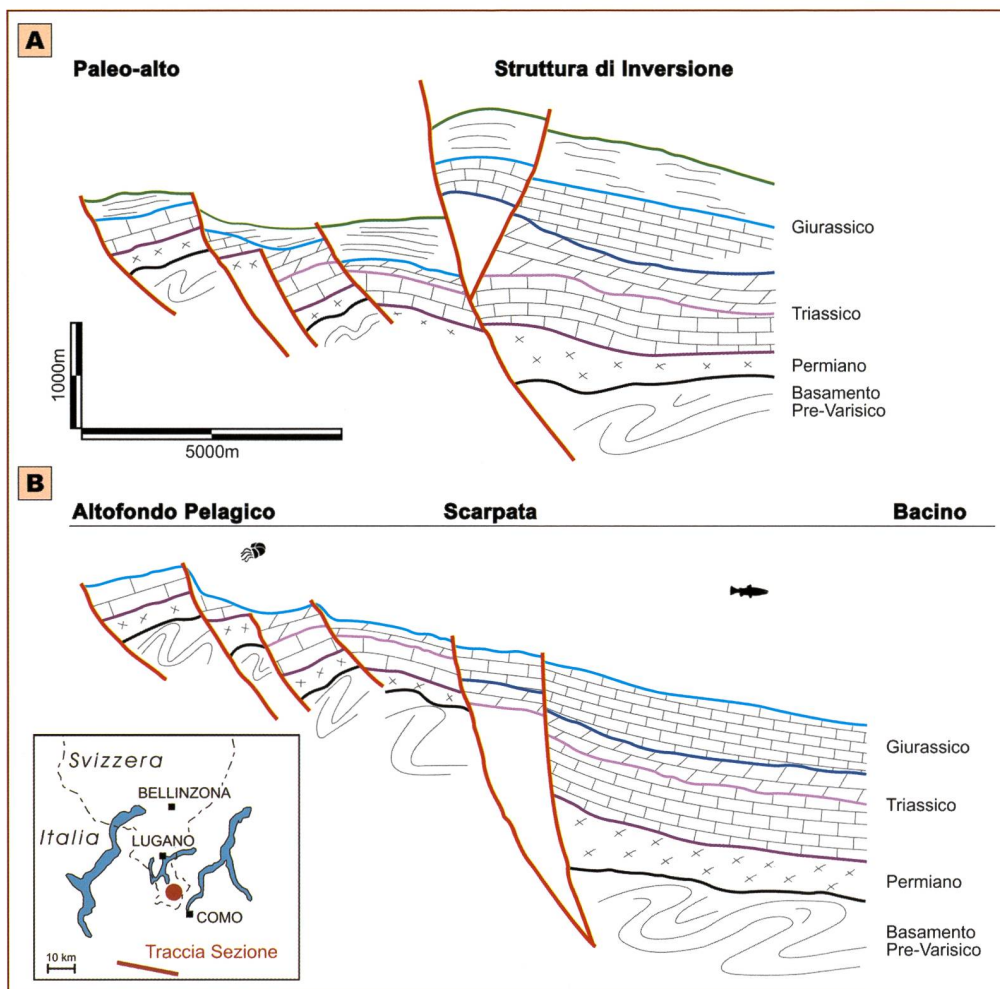 A
Paleo-alto
Struttura di Inversione
Giurassico
Triassico
Permiano
Basamento
Pre-Varisico
1000m
5000m
B
Altofondo Pelagico
Scarpata
Bacino
Giurassico
Triassico
Permiano
Basamento
Pre-Varisico
Svizzera
BELLINZONA
Italia
LUGANO
COMO
Traccia Sezione
10 km